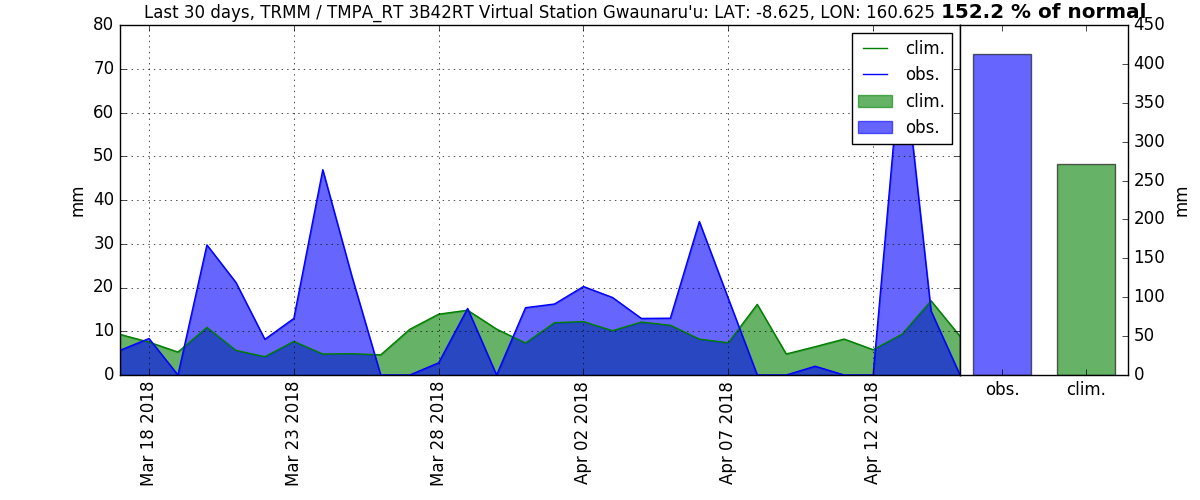 Last 30 days, TRMM / TMPA_RT 3B42RT Virtual Station Gwaunaru'u: LAT: -8.625, LON: 160.625 152.2 % of normal
80
70
60
50
40
30
20
10
0
mm
clim.
obs.
clim.
obs.
Mar 18 2018
Mar 23 2018
Mar 28 2018
Apr 02 2018
Apr 07 2018
Apr 12 2018
450
400
350
300
250
200
150
100
50
0
mm
obs.
clim.